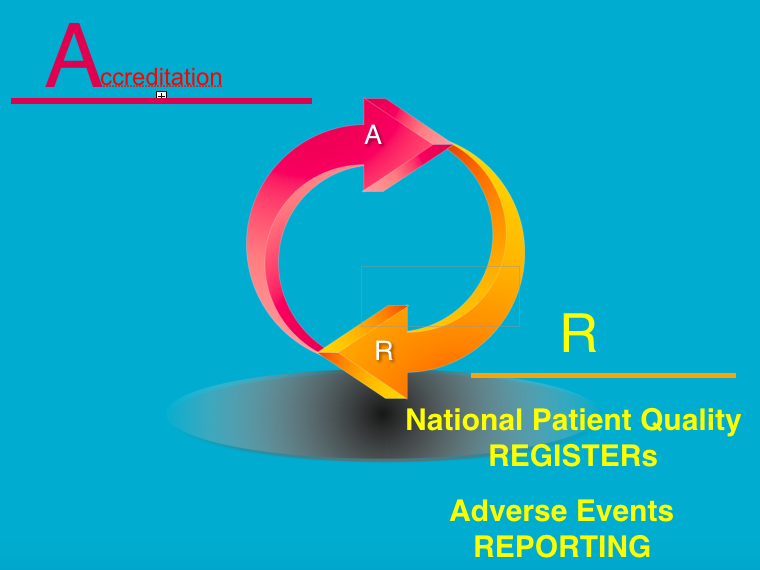 Accreditation
A
R
R
National Patient Quality
REGISTERs
Adverse Events
REPORTING